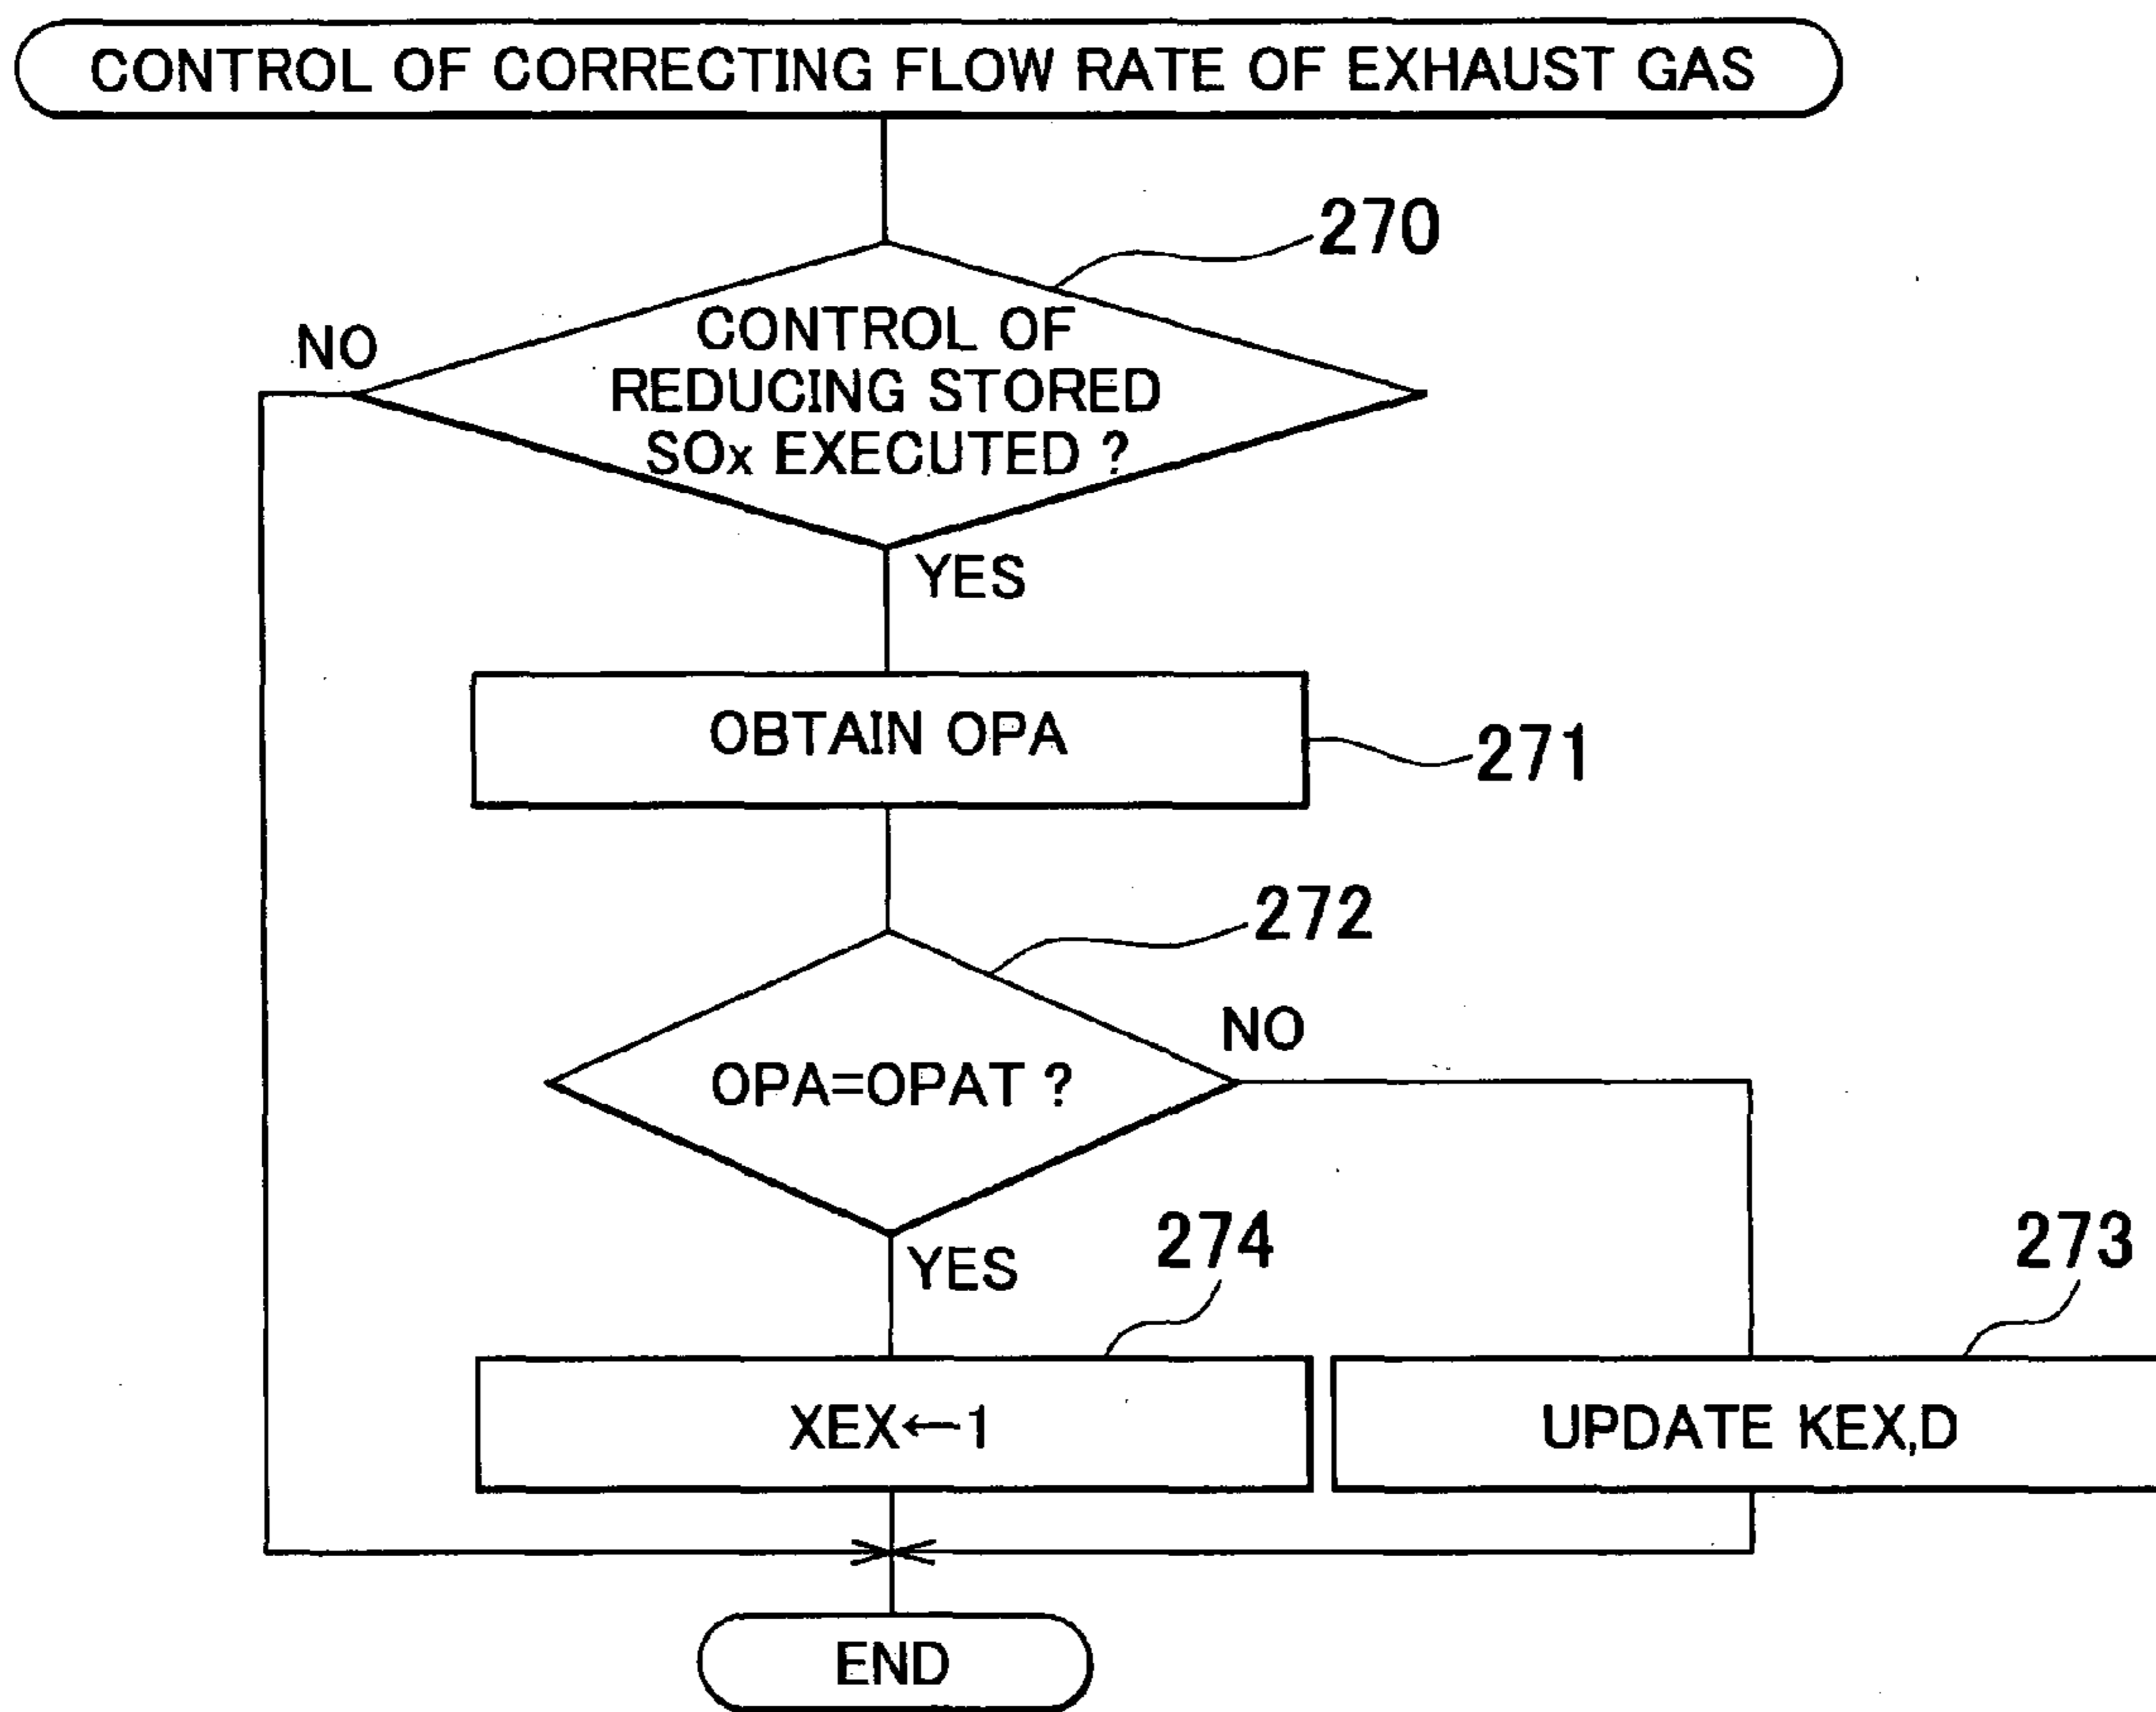 CONTROL OF CORRECTING FLOW RATE OF EXHAUST GAS
270
NO
CONTROL OF
REDUCING STORED
SOx EXECUTED ?
YES
OBTAIN OPA
271
272
NO
OPA=OPAT ?
YES
274
273
XEX←1
UPDATE KEX,D
END